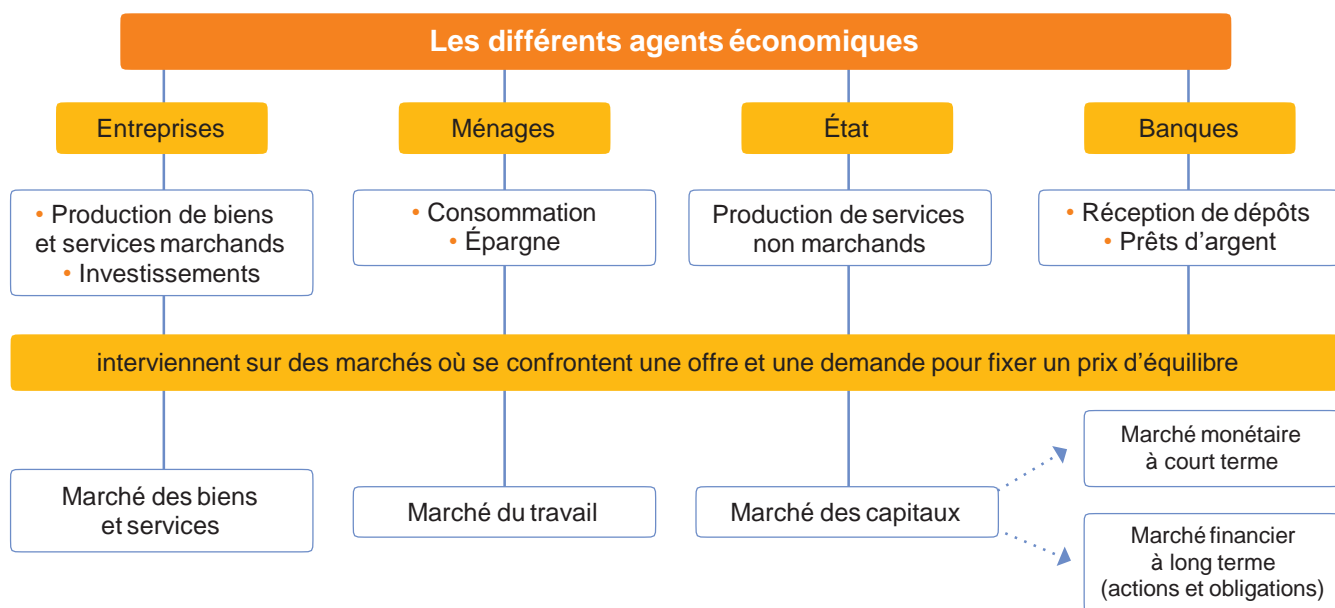 Les différents agents économiques
Entreprises
Ménages
État
Banques
• Production de biens
et services marchands
• Investissements
• Consommation
• Épargne
Production de services
non marchands
• Réception de dépôts
• Prêts d'argent
interviennent sur des marchés où se confrontent une offre et une demande pour fixer un prix d'équilibre
Marché des biens
et services
Marché du travail
Marché des capitaux
Marché monétaire
à court terme
Marché financier
à long terme
(actions et obligations)